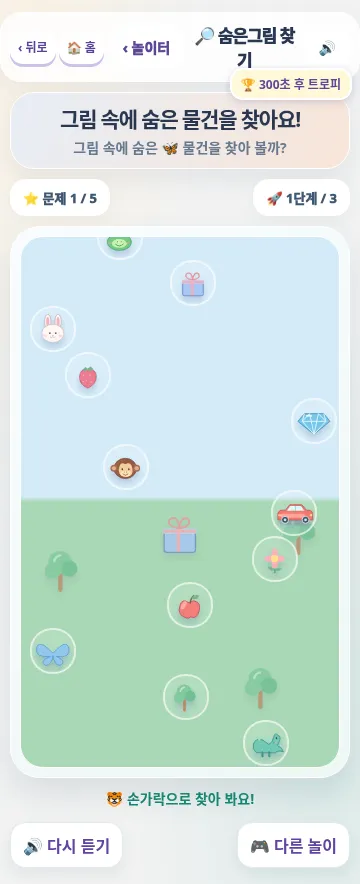 ‹ 뒤로
🏠 홈
‹ 놀이터
🔎 숨은그림 찾
기
🔊
🏆 300초 후 트로피
그림 속에 숨은 물건을 찾아요!
그림 속에 숨은 🦋 물건을 찾아 볼까?
⭐ 문제 1 / 5
🚀 1단계 / 3
🐯 손가락으로 찾아 봐요!
🔊 다시 듣기
🎮 다른 놀이